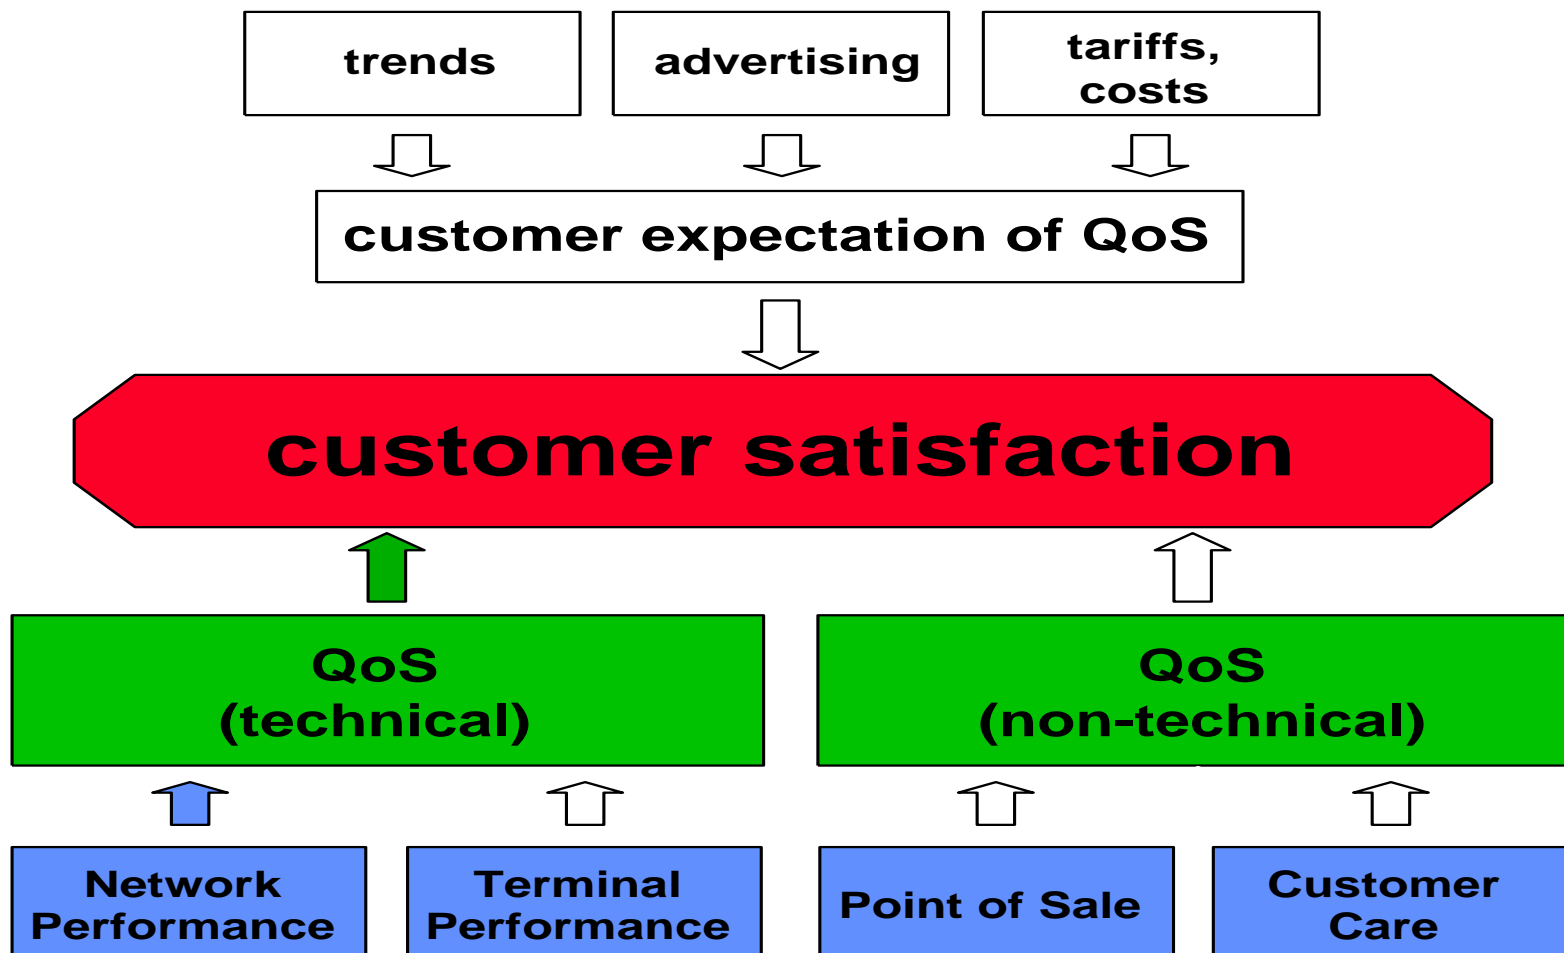 trends
advertising
tariffs,
costs
customer expectation of QoS
customer satisfaction
QoS
(technical)
QoS
(non-technical)
Network
Performance
Terminal
Performance
Point of Sale
Customer
Care